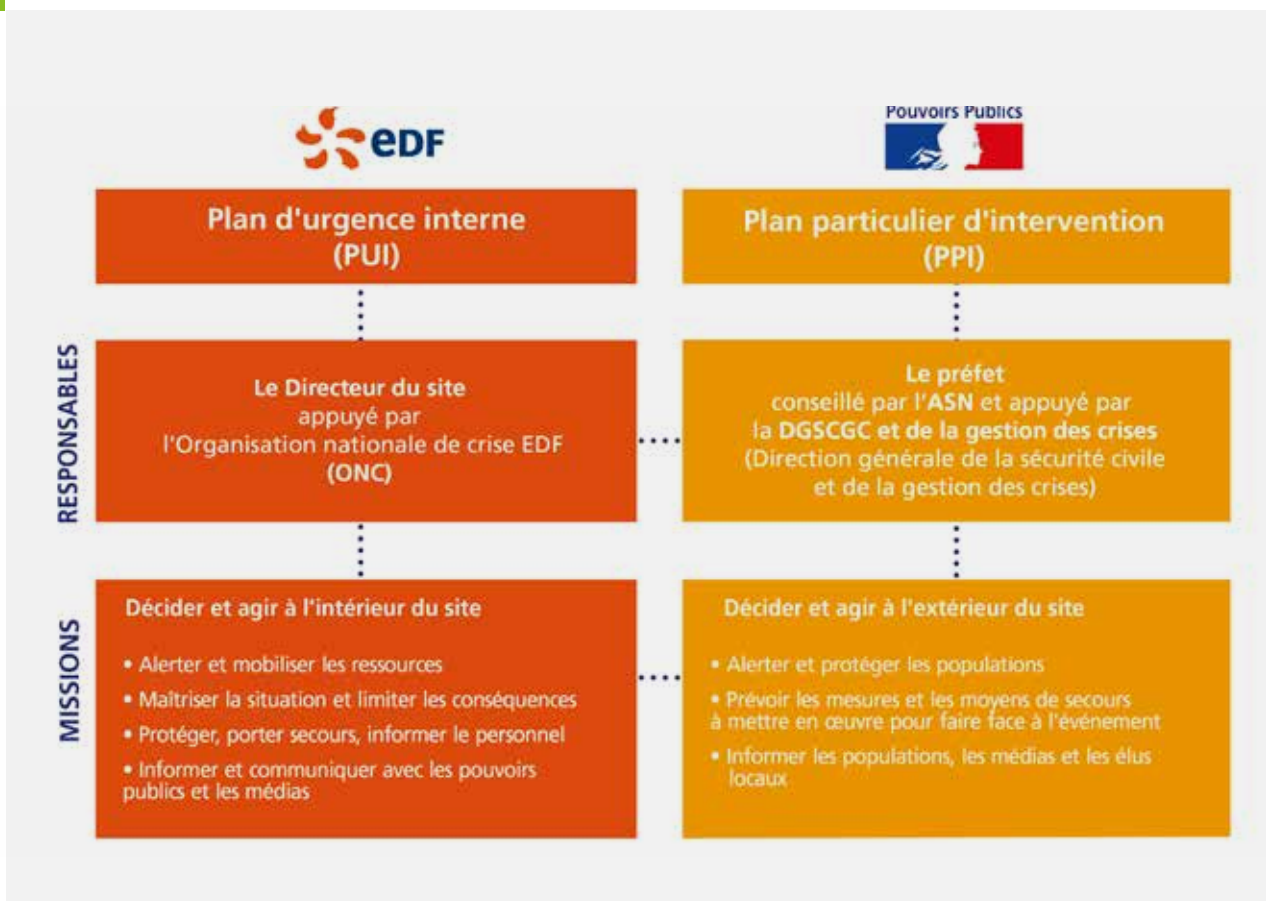 edF
Pouvoirs Publics
Plan d'urgence interne
(PUI)
Plan particulier d'intervention
(PPI)
RESPONSABLES
Le Directeur du site
appuyé par
l'Organisation nationale de crise EDF
(ONC)
Le préfet
conseillé par l'ASN et appuyé par
la DGSCGC et de la gestion des crises
(Direction générale de la sécurité civile
et de la gestion des crises)
MISSIONS
Décider et agir à l'intérieur du site
• Alerter et mobiliser les ressources
• Maîtriser la situation et limiter les conséquences
• Protéger, porter secours, informer le personnel
• Informer et communiquer avec les pouvoirs
publics et les médias
Décider et agir à l'extérieur du site
• Alerter et protéger les populations
• Prévoir les mesures et les moyens de secours
à mettre en œuvre pour faire face à l'événement
• Informer les populations, les médias et les élus
locaux